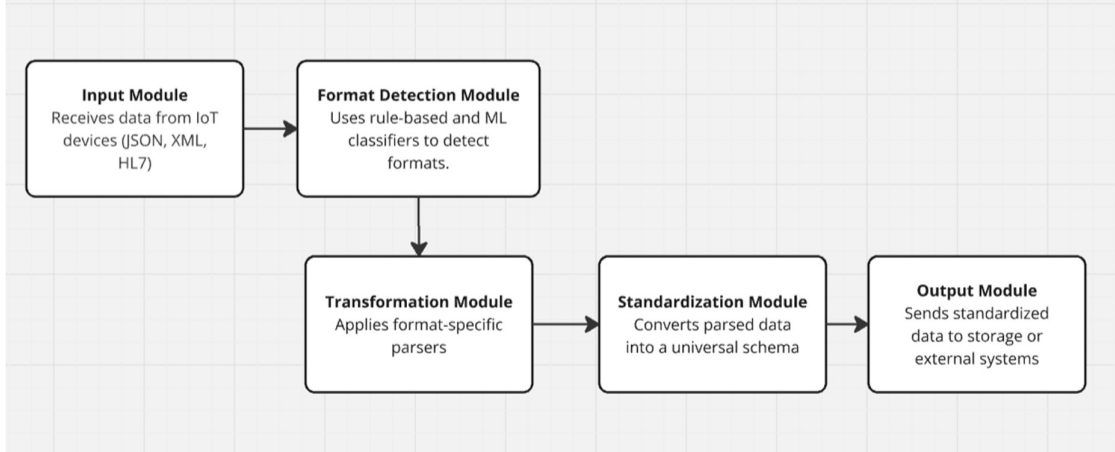 Input Module
Receives data from IoT
devices (JSON, XML,
HL7)
Format Detection Module
Uses rule-based and ML
classifiers to detect
formats.
Transformation Module
Applies format-specific
parsers
Standardization Module
Converts parsed data
into a universal schema
Output Module
Sends standardized
data to storage or
external systems